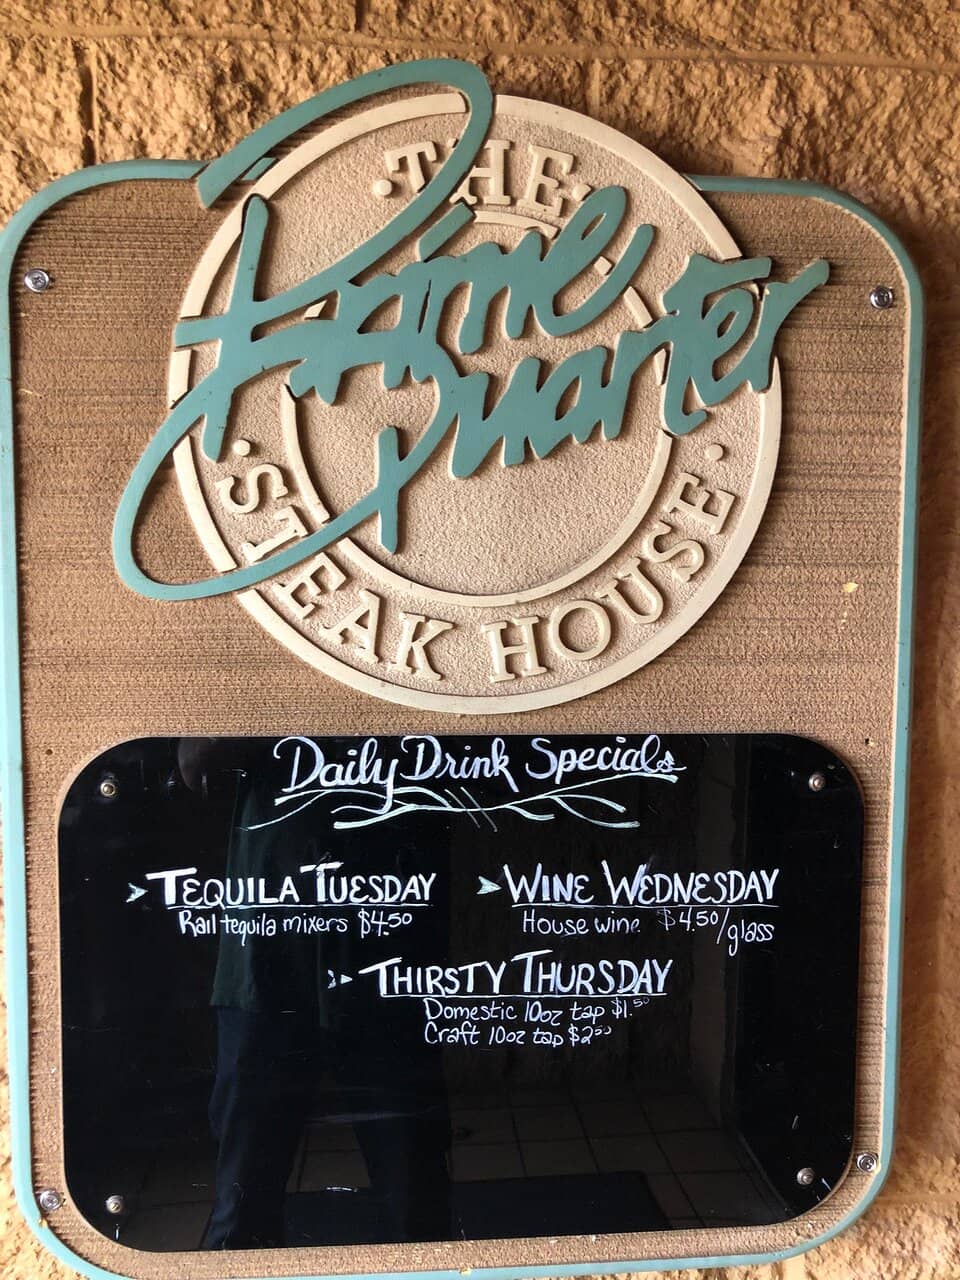 ·THE·
Prime
Quarter
·STEAK HOUSE·
Daily Drink Specials
TEQUILA TUESDAY
Rail tequila mixers $4.50
WINE WEDNESDAY
House wine $4.50/glass
THIRSTY THURSDAY
Domestic 10oz tap $1.50
Craft 10oz tap $2.50